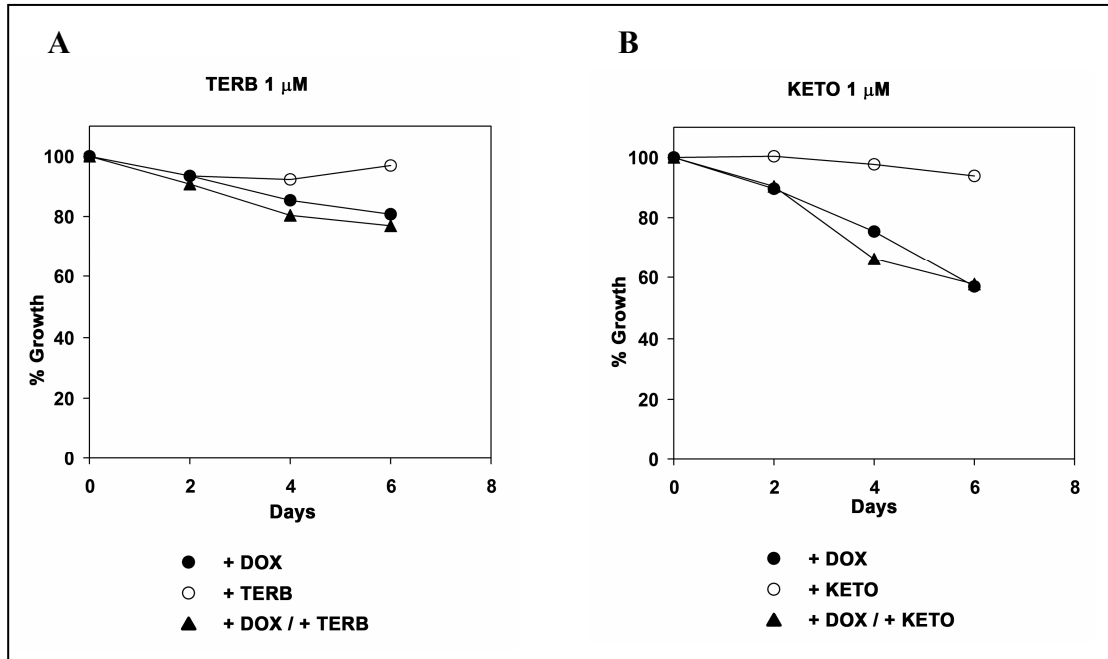 A
TERB 1 μM
100
80
60
40
20
0
% Growth
0 2 4 6 8
Days
+ DOX
+ TERB
+ DOX / + TERB
B
KETO 1 μM
100
80
60
40
20
0
% Growth
0 2 4 6 8
Days
+ DOX
+ KETO
+ DOX / + KETO